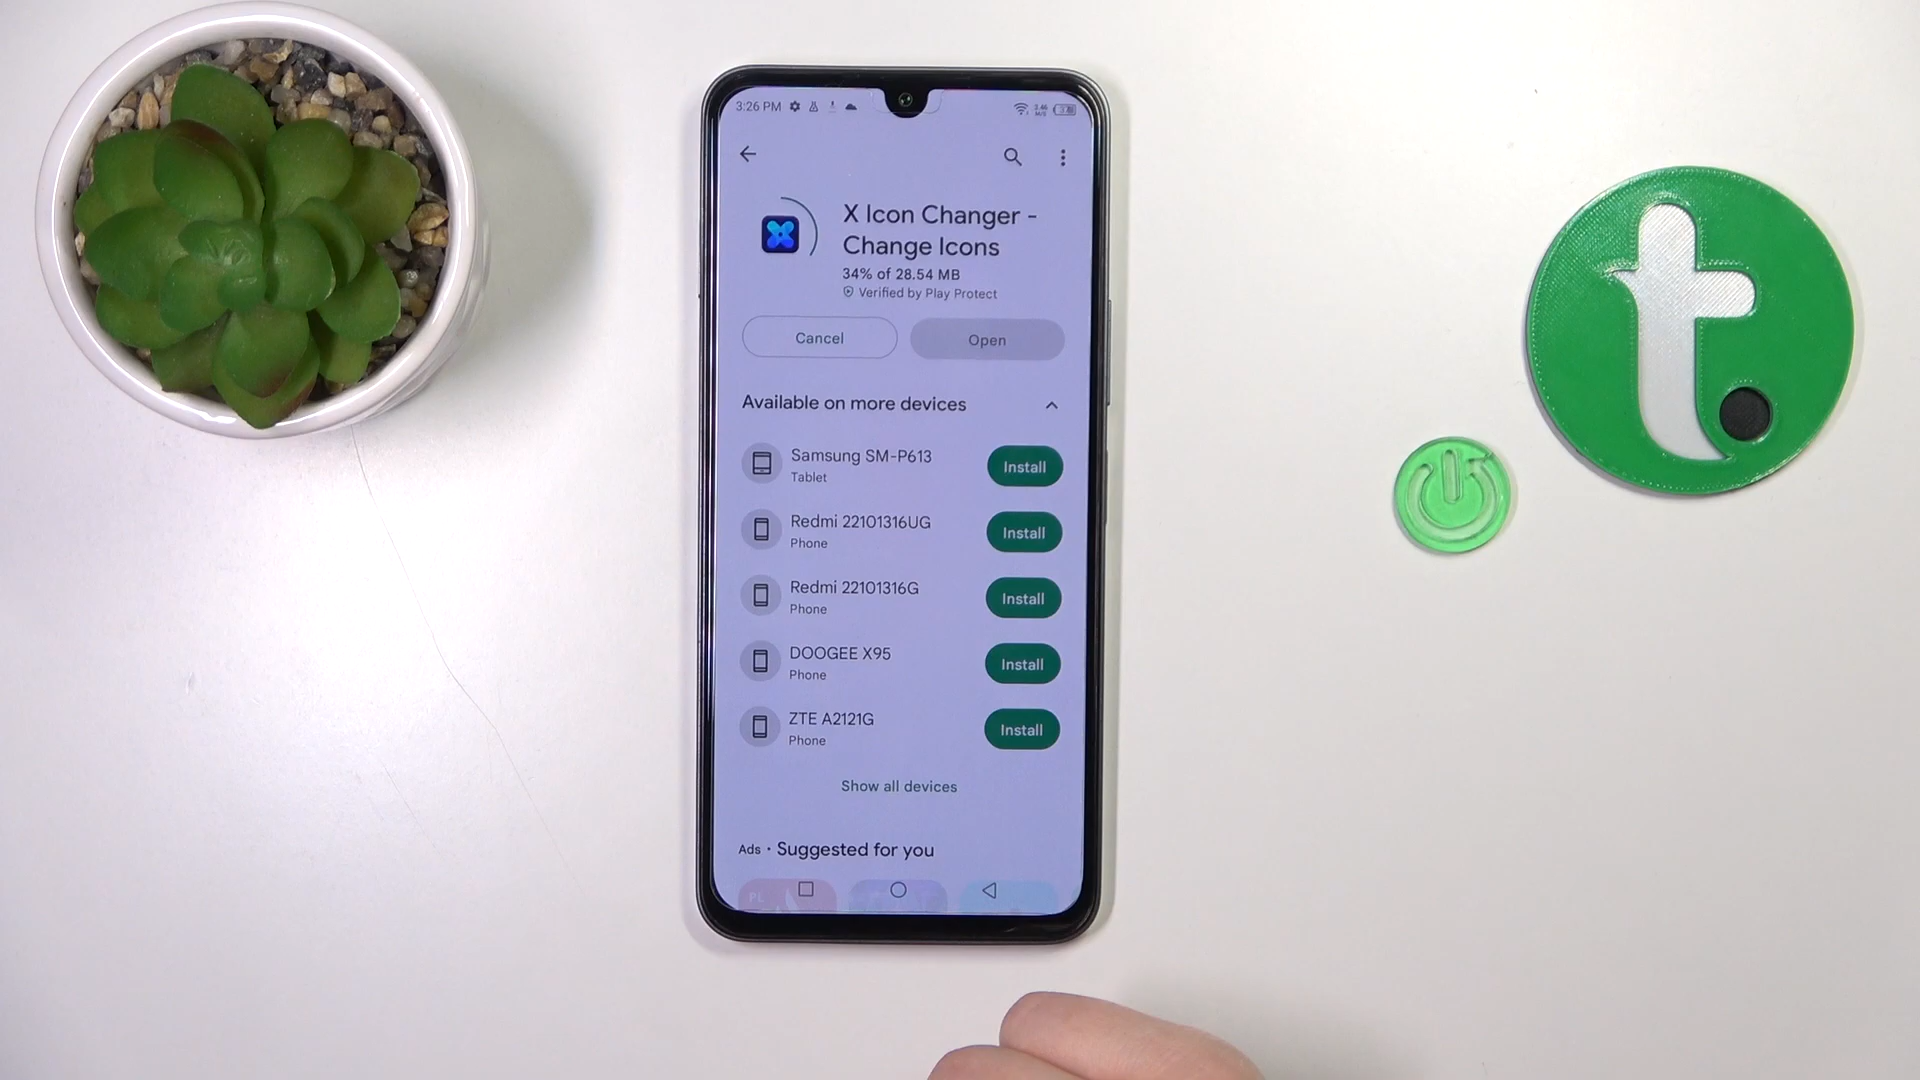 3:26 PM
X Icon Changer -
Change Icons
34% of 28.54 MB
Verified by Play Protect
Cancel
Open
Available on more devices
Samsung SM-P613
Tablet
Install
Redmi 22101316UG
Phone
Install
Redmi 22101316G
Phone
Install
DOOGEE X95
Phone
Install
ZTE A2121G
Phone
Install
Show all devices
Ads • Suggested for you
PL
t.